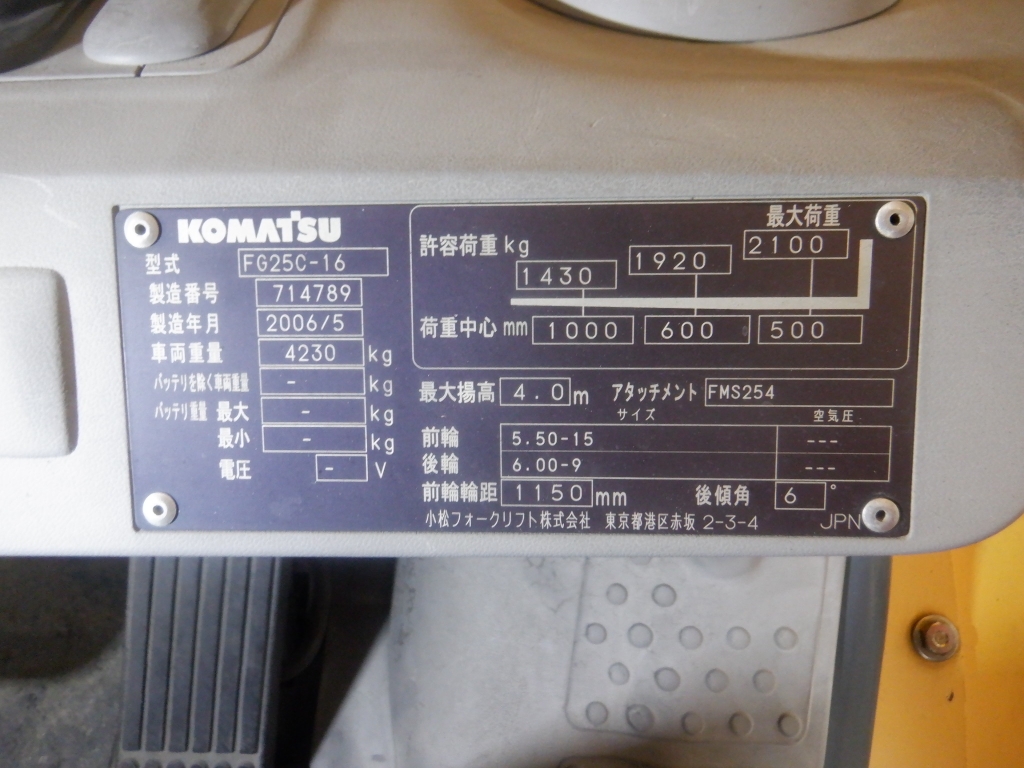 KOMATSU
型式 FG25C-16
製造番号 714789
製造年月 2006/5
車両重量 4230 kg
バッテリを除く車両重量 - kg
バッテリ重量 最大 - kg
最小 - kg
電圧 - V
最大荷重
許容荷重 kg 1430 1920 2100
荷重中心 mm 1000 600 500
最大揚高 4.0 m アタッチメント FMS254
サイズ 空気圧
前輪 5.50-15 ---
後輪 6.00-9 ---
前輪輪距 1150 mm 後傾角 6 °
小松フォークリフト株式会社 東京都港区赤坂 2-3-4 JPN